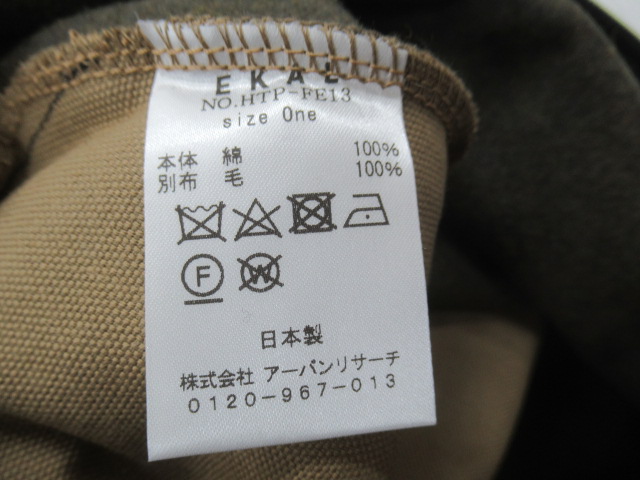 EKAL
NO.HTP-FE13
size One
本体 綿 100%
別布 毛 100%
F W
日本製
株式会社 アーバンリサーチ
0120-967-013